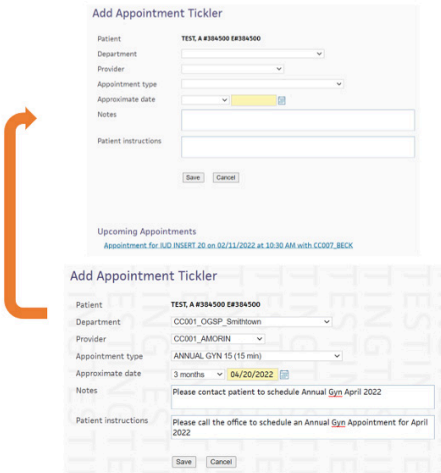 Add Appointment Tickler
Patient TEST, A #384500 E#384500
Department
Provider
Appointment type
Approximate date
Notes
Patient instructions
Save Cancel
Upcoming Appointments
Appointment for IUD INSERT 20 on 02/11/2022 at 10:30 AM with CC007_BECK
Add Appointment Tickler
Patient TEST, A #384500 E#384500
Department CC001_OGSP_Smithtown
Provider CC001_AMORIN
Appointment type ANNUAL GYN 15 (15 min)
Approximate date 3 months 04/20/2022
Notes Please contact patient to schedule Annual Gyn April 2022
Patient instructions Please call the office to schedule an Annual Gyn Appointment for April
2022
Save Cancel